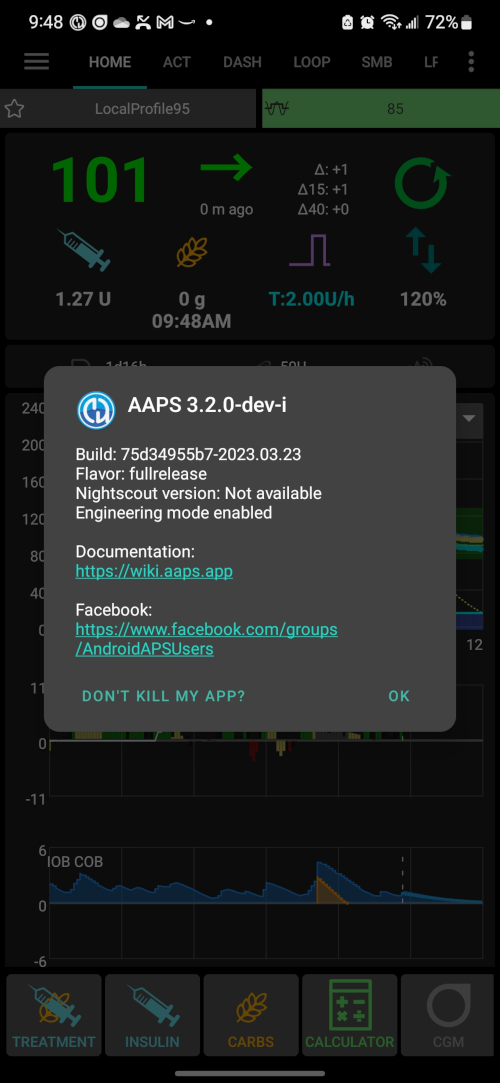 9:48
72%
HOME ACT DASH LOOP SMB
LocalProfile95
85
101
Δ: +1
Δ15: +1
Δ40: +0
0 m ago
1.27 U
0 g
09:48AM
T:2.00U/h
120%
1d16h
50U
AAPS 3.2.0-dev-i
Build: 75d34955b7-2023.03.23
Flavor: fullrelease
Nightscout version: Not available
Engineering mode enabled
Documentation:
https://wiki.aaps.app
Facebook:
https://www.facebook.com/groups
/AndroidAPSUsers
DON'T KILL MY APP?
OK
240
200
160
120
80
40
0
12
11
0
-11
6
IOB COB
0
-6
TREATMENT
INSULIN
CARBS
CALCULATOR
CGM